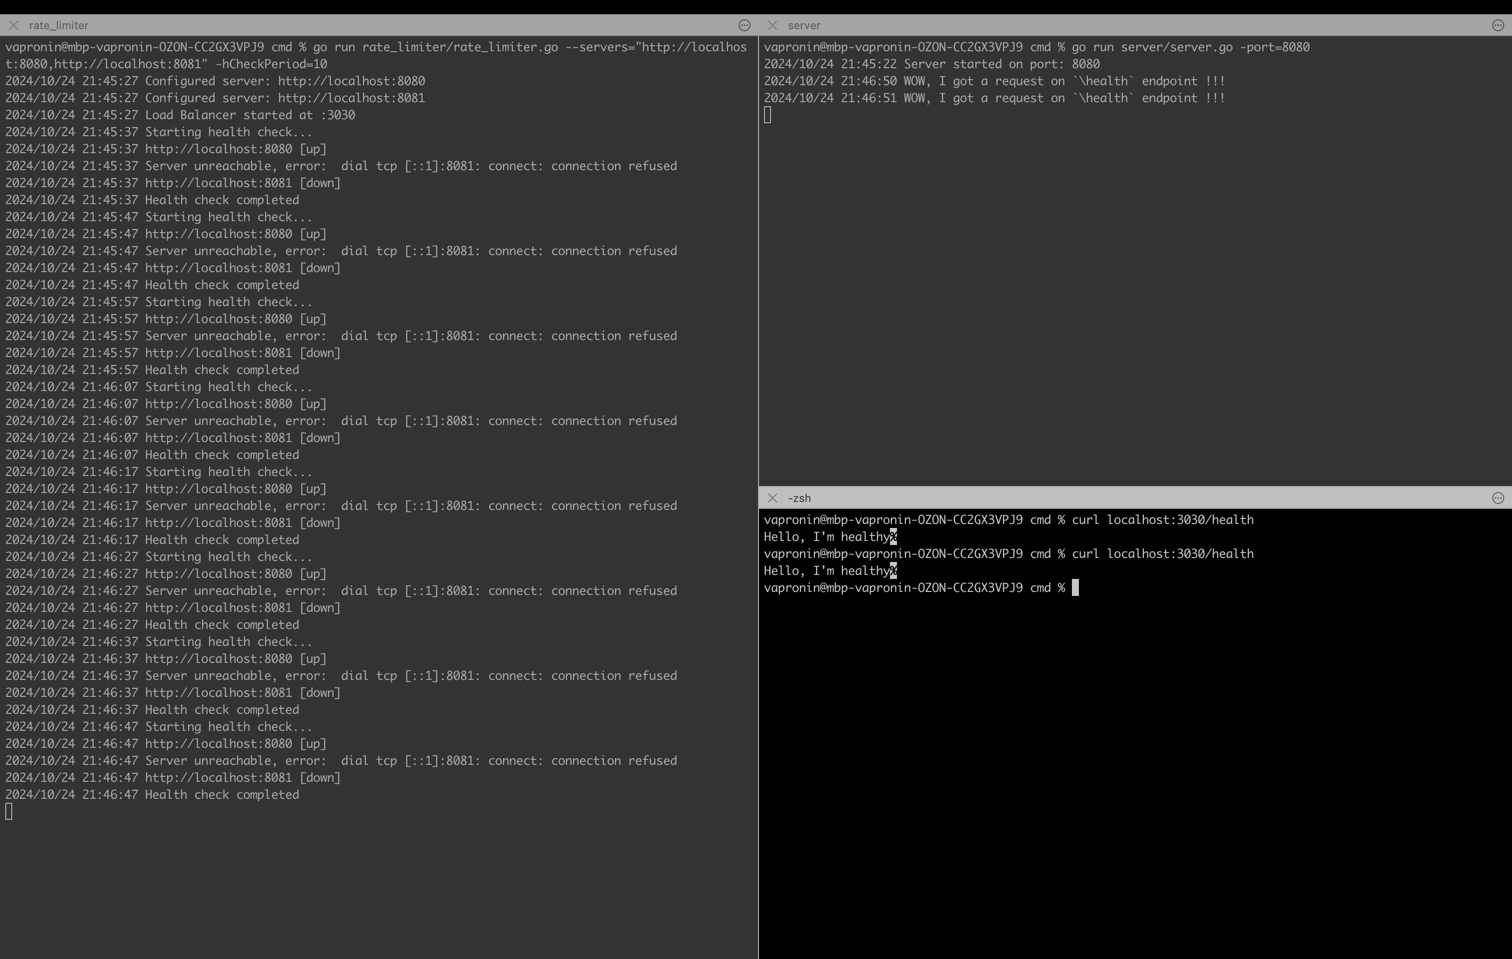 rate_limiter
vapronin@mbp-vapronin-OZON-CC2GX3VPJ9 cmd % go run rate_limiter/rate_limiter.go --servers="http://localhos
t:8080,http://localhost:8081" -hCheckPeriod=10
2024/10/24 21:45:27 Configured server: http://localhost:8080
2024/10/24 21:45:27 Configured server: http://localhost:8081
2024/10/24 21:45:27 Load Balancer started at :3030
2024/10/24 21:45:37 Starting health check...
2024/10/24 21:45:37 http://localhost:8080 [up]
2024/10/24 21:45:37 Server unreachable, error:  dial tcp [::1]:8081: connect: connection refused
2024/10/24 21:45:37 http://localhost:8081 [down]
2024/10/24 21:45:37 Health check completed
2024/10/24 21:45:47 Starting health check...
2024/10/24 21:45:47 http://localhost:8080 [up]
2024/10/24 21:45:47 Server unreachable, error:  dial tcp [::1]:8081: connect: connection refused
2024/10/24 21:45:47 http://localhost:8081 [down]
2024/10/24 21:45:47 Health check completed
2024/10/24 21:45:57 Starting health check...
2024/10/24 21:45:57 http://localhost:8080 [up]
2024/10/24 21:45:57 Server unreachable, error:  dial tcp [::1]:8081: connect: connection refused
2024/10/24 21:45:57 http://localhost:8081 [down]
2024/10/24 21:45:57 Health check completed
2024/10/24 21:46:07 Starting health check...
2024/10/24 21:46:07 http://localhost:8080 [up]
2024/10/24 21:46:07 Server unreachable, error:  dial tcp [::1]:8081: connect: connection refused
2024/10/24 21:46:07 http://localhost:8081 [down]
2024/10/24 21:46:07 Health check completed
2024/10/24 21:46:17 Starting health check...
2024/10/24 21:46:17 http://localhost:8080 [up]
2024/10/24 21:46:17 Server unreachable, error:  dial tcp [::1]:8081: connect: connection refused
2024/10/24 21:46:17 http://localhost:8081 [down]
2024/10/24 21:46:17 Health check completed
2024/10/24 21:46:27 Starting health check...
2024/10/24 21:46:27 http://localhost:8080 [up]
2024/10/24 21:46:27 Server unreachable, error:  dial tcp [::1]:8081: connect: connection refused
2024/10/24 21:46:27 http://localhost:8081 [down]
2024/10/24 21:46:27 Health check completed
2024/10/24 21:46:37 Starting health check...
2024/10/24 21:46:37 http://localhost:8080 [up]
2024/10/24 21:46:37 Server unreachable, error:  dial tcp [::1]:8081: connect: connection refused
2024/10/24 21:46:37 http://localhost:8081 [down]
2024/10/24 21:46:37 Health check completed
2024/10/24 21:46:47 Starting health check...
2024/10/24 21:46:47 http://localhost:8080 [up]
2024/10/24 21:46:47 Server unreachable, error:  dial tcp [::1]:8081: connect: connection refused
2024/10/24 21:46:47 http://localhost:8081 [down]
2024/10/24 21:46:47 Health check completed
server
vapronin@mbp-vapronin-OZON-CC2GX3VPJ9 cmd % go run server/server.go -port=8080
2024/10/24 21:45:22 Server started on port: 8080
2024/10/24 21:46:50 WOW, I got a request on `\health` endpoint !!!
2024/10/24 21:46:51 WOW, I got a request on `\health` endpoint !!!
-zsh
vapronin@mbp-vapronin-OZON-CC2GX3VPJ9 cmd % curl localhost:3030/health
Hello, I'm healthy%
vapronin@mbp-vapronin-OZON-CC2GX3VPJ9 cmd % curl localhost:3030/health
Hello, I'm healthy%
vapronin@mbp-vapronin-OZON-CC2GX3VPJ9 cmd %